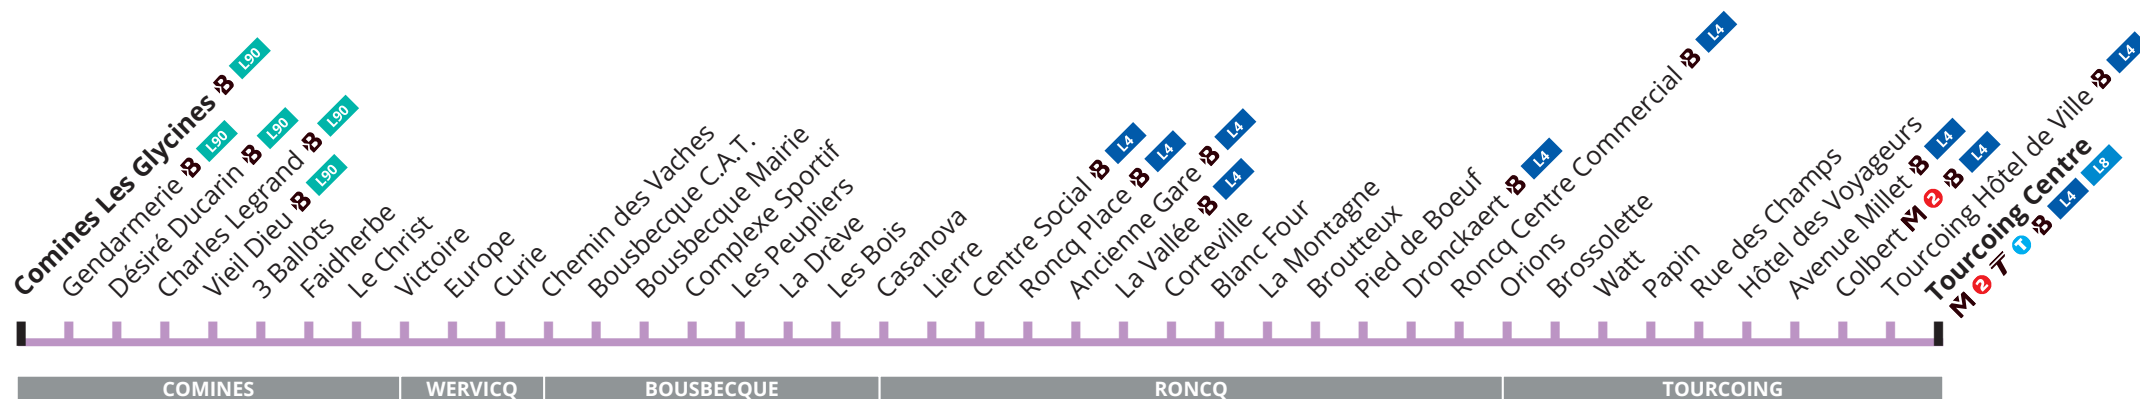 Comines Les Glycines B L90
Gendarmerie B L90
Désiré Ducarin B L90
Charles Legrand B L90
Vieil Dieu B L90
3 Ballots
Faidherbe
Le Christ
Victoire
Europe
Curie
Chemin des Vaches
Bousbecque C.A.T.
Bousbecque Mairie
Complexe Sportif
Les Peupliers
La Drève
Les Bois
Casanova
Lierre
Centre Social B L4
Roncq Place B L4
Ancienne Gare B L4
La Vallée B L4
Corteville
Blanc Four
La Montagne
Broutteux
Pied de Boeuf
Dronckaert B L4
Roncq Centre Commercial B L4
Orions
Brossolette
Watt
Papin
Rue des Champs
Hôtel des Voyageurs
Avenue Millet B L4
Colbert M 2 B L4
Tourcoing Hôtel de Ville B L4
Tourcoing Centre
M 2 T T B L4 L8
COMINES
WERVICQ
BOUSBECQUE
RONCQ
TOURCOING